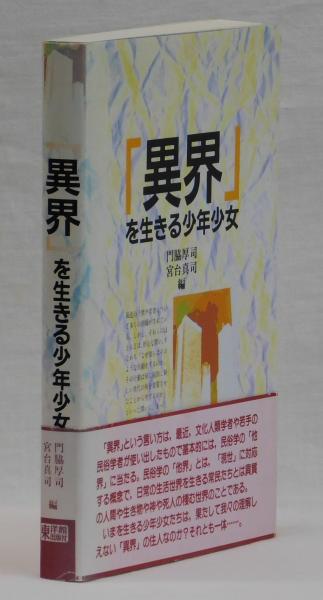 「異界」
を生きる少年少女
門脇厚司
宮台真司
編
「異界」という言い方は、最近、文化人類学者や若手の
民俗学者が使い出したもので基本的には、民俗学の「他
界」に当たる。民俗学の「他界」とは、「現世」に対応
する概念で、日常の生活世界を生きる常民たちとは異質
の人間や生き物や神や死人の棲む世界のことである。
いまを生きる少年少女たちは、果たして我々の理解し
えない「異界」の住人なのか？それとも一体……。
「異界」を生きる少年少女
門脇厚司
宮台真司
編
東洋館
出版社